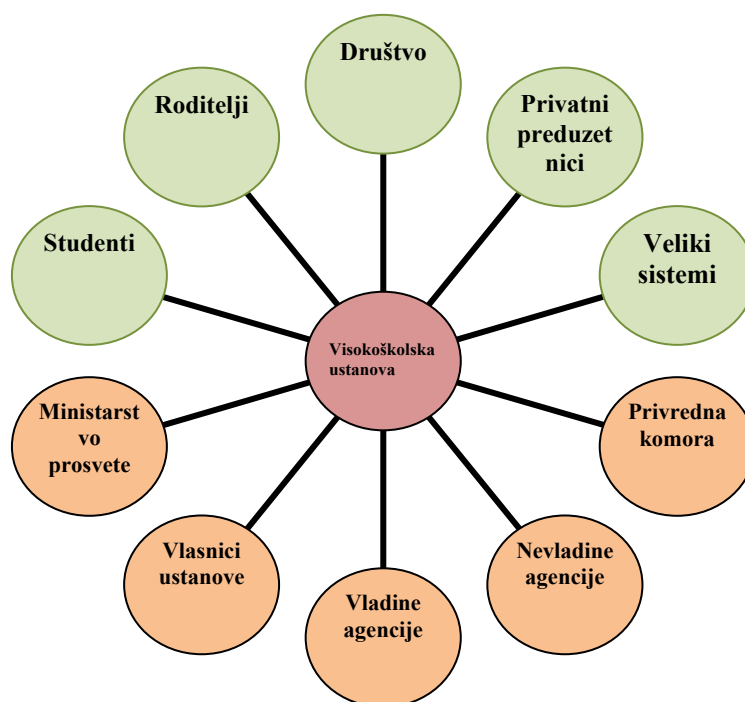 Društvo
Roditelji
Privatni
preduzet
nici
Studenti
Veliki
sistemi
Visokoškolska
ustanova
Ministarst
vo
prosvete
Privredna
komora
Vlasnici
ustanove
Nevladine
agencije
Vladine
agencije